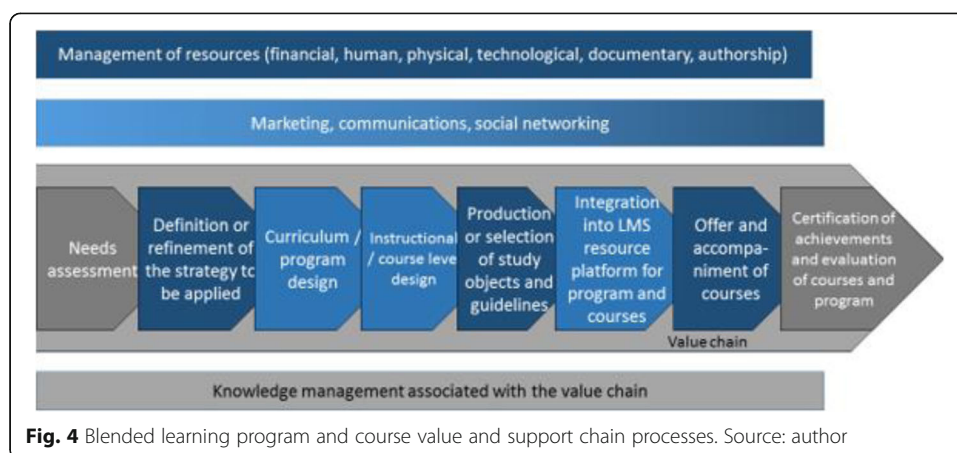 Management of resources (financial, human, physical, technological, documentary, authorship)
Marketing, communications, social networking
Needs
assessment
Definition or
refinement of
the strategy to
be applied
Curriculum /
program
design
Instructional
/ course level
design
Production
or selection
of study
objects and
guidelines
Integration
into LMS
resource
platform for
program and
courses
Offer and
accompa-
niment of
courses
Certification of
achievements
and evaluation
of courses and
program
Value chain
Knowledge management associated with the value chain
Fig. 4 Blended learning program and course value and support chain processes. Source: author